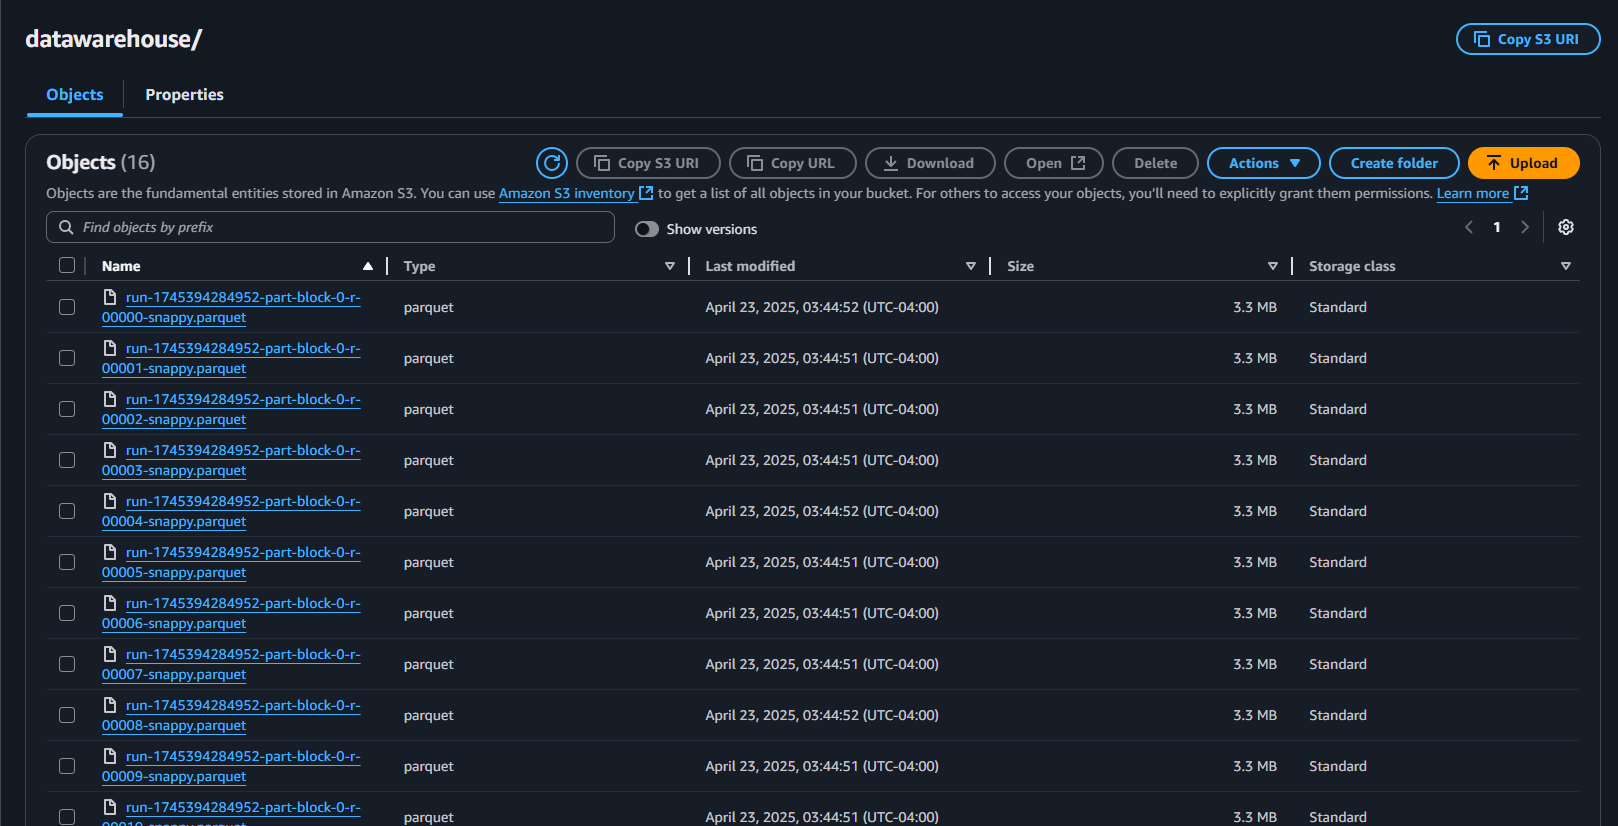 datawarehouse/
Copy S3 URI
Objects
Properties
Objects (16)
Copy S3 URI
Copy URL
Download
Open
Delete
Actions
Create folder
Upload
Objects are the fundamental entities stored in Amazon S3. You can use Amazon S3 inventory to get a list of all objects in your bucket. For others to access your objects, you'll need to explicitly grant them permissions. Learn more
Find objects by prefix
Show versions
1
Name Type Last modified Size Storage class
run-1745394284952-part-block-0-r-
00000-snappy.parquet
parquet April 23, 2025, 03:44:52 (UTC-04:00) 3.3 MB Standard
run-1745394284952-part-block-0-r-
00001-snappy.parquet
parquet April 23, 2025, 03:44:51 (UTC-04:00) 3.3 MB Standard
run-1745394284952-part-block-0-r-
00002-snappy.parquet
parquet April 23, 2025, 03:44:51 (UTC-04:00) 3.3 MB Standard
run-1745394284952-part-block-0-r-
00003-snappy.parquet
parquet April 23, 2025, 03:44:51 (UTC-04:00) 3.3 MB Standard
run-1745394284952-part-block-0-r-
00004-snappy.parquet
parquet April 23, 2025, 03:44:52 (UTC-04:00) 3.3 MB Standard
run-1745394284952-part-block-0-r-
00005-snappy.parquet
parquet April 23, 2025, 03:44:51 (UTC-04:00) 3.3 MB Standard
run-1745394284952-part-block-0-r-
00006-snappy.parquet
parquet April 23, 2025, 03:44:51 (UTC-04:00) 3.3 MB Standard
run-1745394284952-part-block-0-r-
00007-snappy.parquet
parquet April 23, 2025, 03:44:51 (UTC-04:00) 3.3 MB Standard
run-1745394284952-part-block-0-r-
00008-snappy.parquet
parquet April 23, 2025, 03:44:52 (UTC-04:00) 3.3 MB Standard
run-1745394284952-part-block-0-r-
00009-snappy.parquet
parquet April 23, 2025, 03:44:51 (UTC-04:00) 3.3 MB Standard
run-1745394284952-part-block-0-r-
parquet April 23, 2025, 03:44:51 (UTC-04:00) 3.3 MB Standard